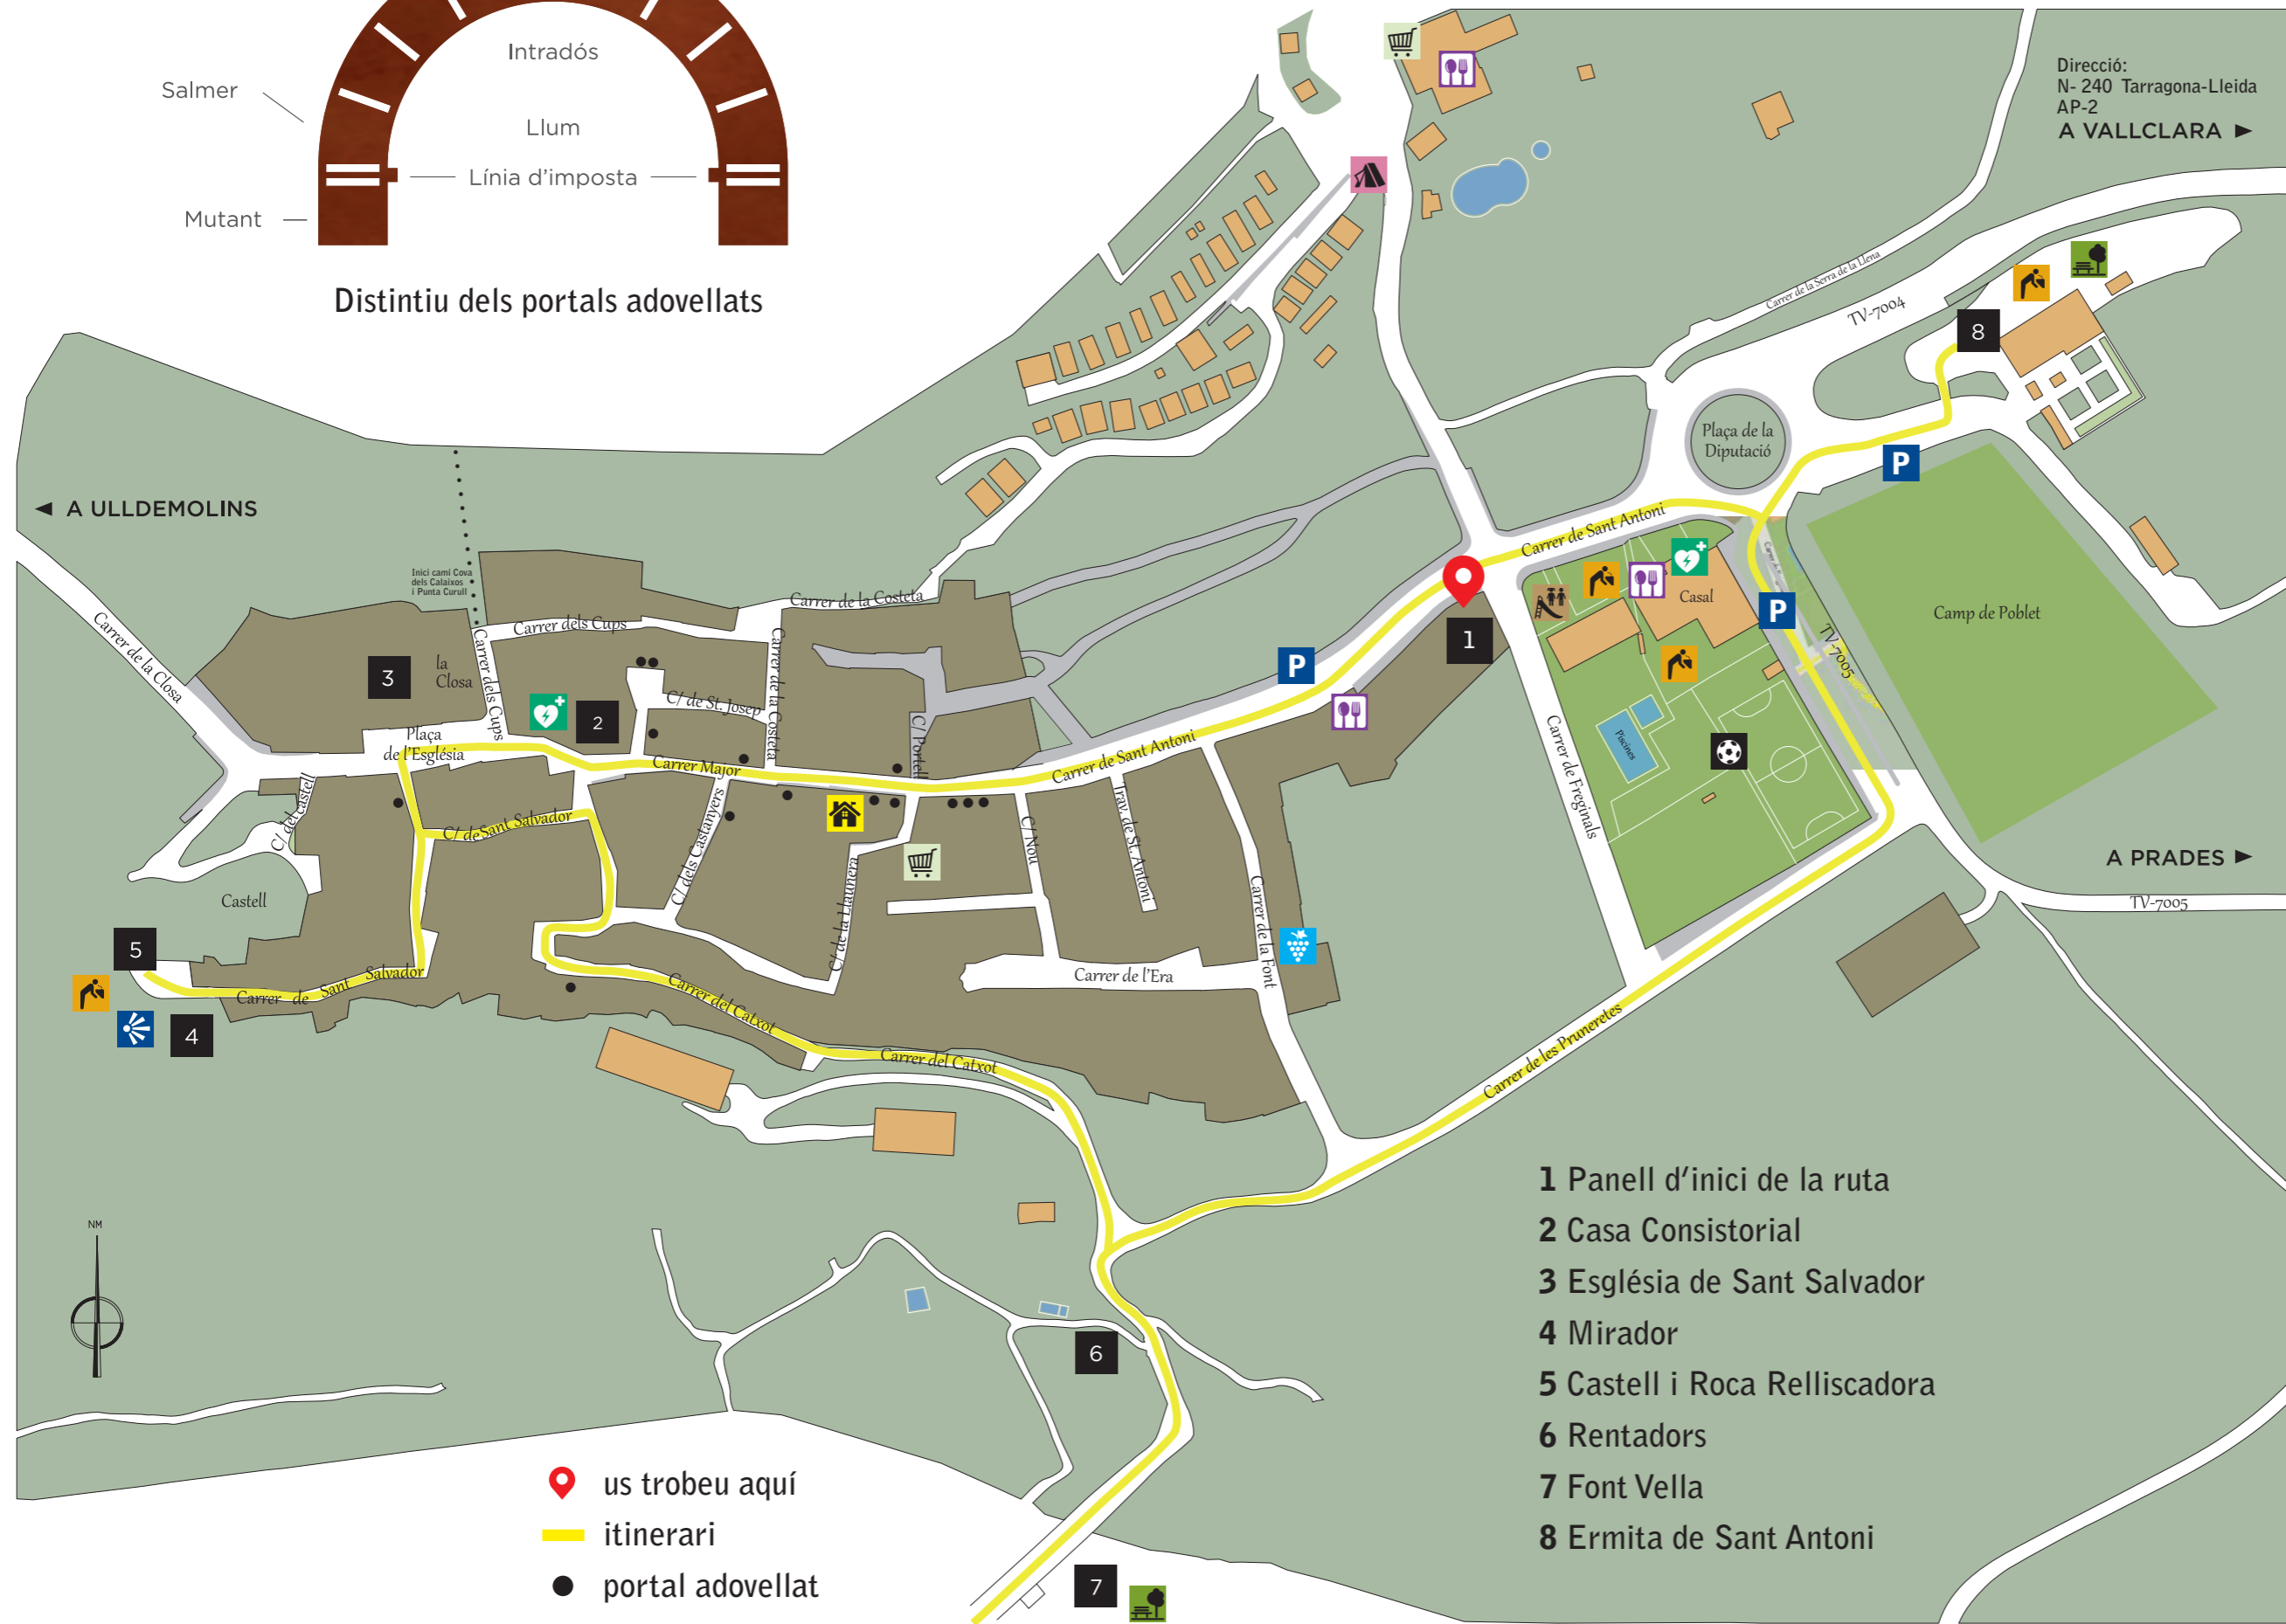 Intradós
Salmer
Llum
Línia d'imposta
Mutant
Distintiu dels portals adovellats
Direcció:
N- 240 Tarragona-Lleida
AP-2
A VALLCLARA ►
Carrer de la Serra de la Llena
TV-7004
8
Plaça de la
Diputació
P
◄ A ULLDEMOLINS
Carrer de Sant Antoni
Inici camí Cova
dels Calaixos
i Punta Curull
Carrer de la Costeta
Carrer dels Cups
Carrer de la Closa
3
la
Closa
Carrer dels Cups
2
C/ de St. Josep
Carrer de la Costeta
C/ Portell
P
1
Casal
P
Camp de Poblet
TV-7005
Plaça
de l'Església
Carrer Major
Carrer de Sant Antoni
Carrer de Freginals
Piscines
C/ del castell
C/ de Sant Salvador
C/ dels Castanyers
C/ de la Llaunera
C/ Nou
Trav. de St. Antoni
Carrer de la Font
A PRADES ►
TV-7005
Castell
5
Carrer de Sant Salvador
4
Carrer de l'Era
Carrer del Catxot
Carrer del Catxot
Carrer de les Pruneretes
NM
6
7
1 Panell d'inici de la ruta
2 Casa Consistorial
3 Església de Sant Salvador
4 Mirador
5 Castell i Roca Relliscadora
6 Rentadors
7 Font Vella
8 Ermita de Sant Antoni
us trobeu aquí
itinerari
portal adovellat